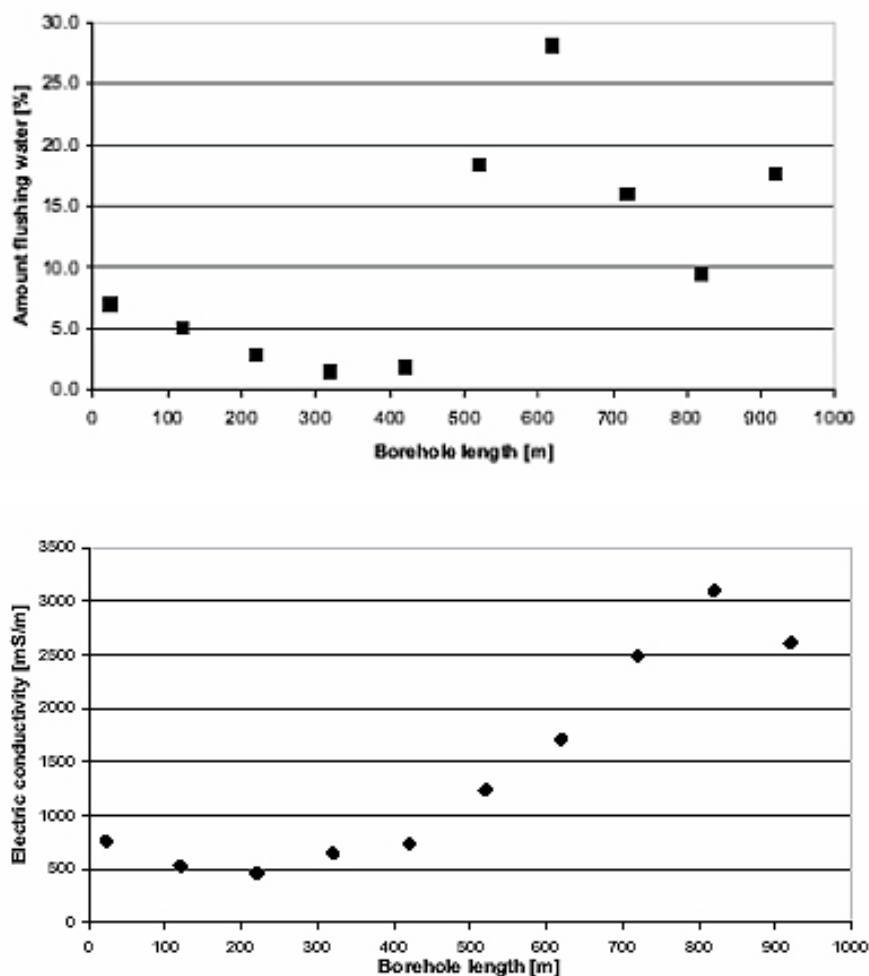 30.0
25.0
20.0
15.0
10.0
5.0
0.0
Amount flushing water [%]
0 100 200 300 400 500 600 700 800 900 1000
Borehole length [m]
3500
3000
2500
2000
1500
1000
500
0
Electric conductivity [mS/m]
0 100 200 300 400 500 600 700 800 900 1000
Borehole length [m]